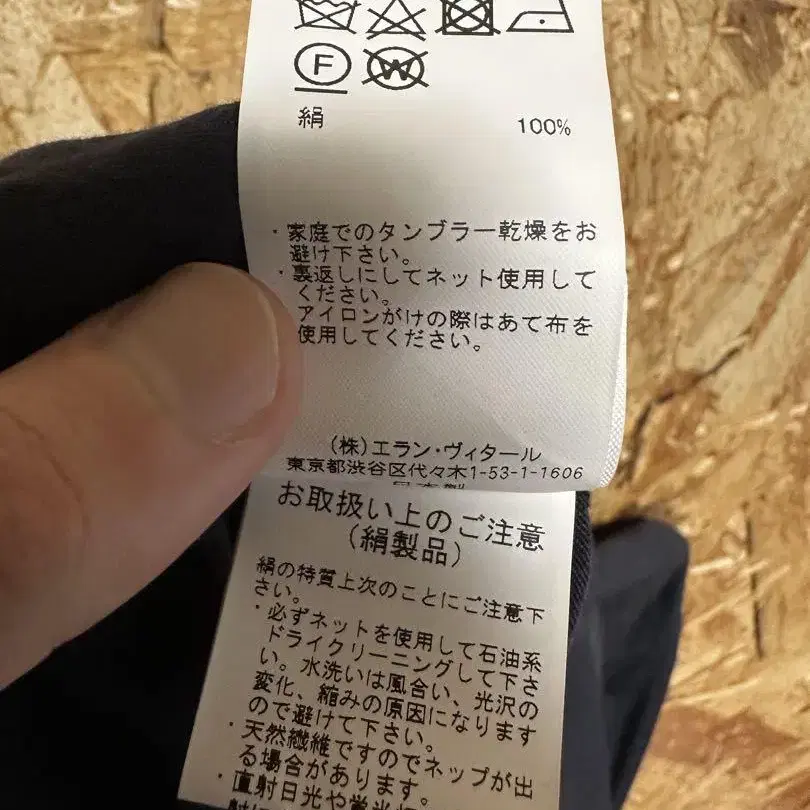 F W
絹 100%
・家庭でのタンブラー乾燥をお
避け下さい。
・裏返しにしてネット使用して
ください。
アイロンがけの際はあて布を
使用してください。
(株)エラン・ヴィタール
東京都渋谷区代々木1-53-1-1606
お取扱い上のご注意
(絹製品)
絹の特質上次のことにご注意下
さい。
・必ずネットを使用して石油系
ドライクリーニングして下さ
い。水洗いは風合い、光沢の
変化、縮みの原因になります
ので避けて下さい。
・天然繊維ですのでネップが出
る場合があります。
・直射日光や蛍光